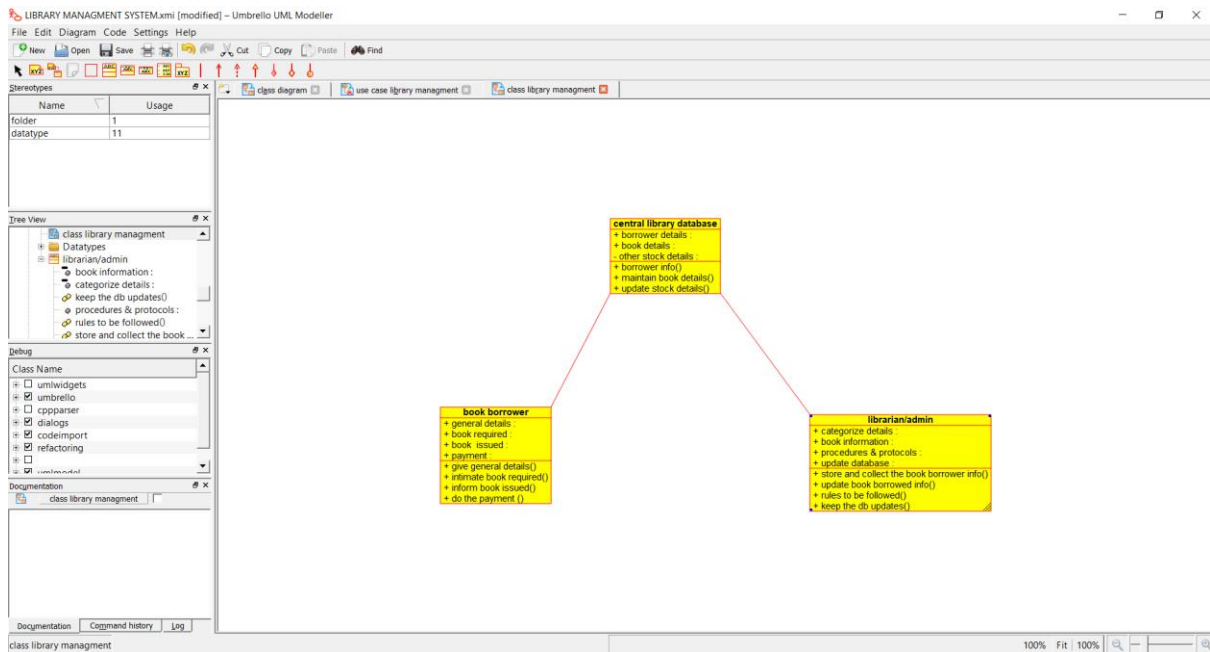 LIBRARY MANAGMENT SYSTEM.xmi [modified] – Umbrello UML Modeller
File Edit Diagram Code Settings Help
New Open Save Cut Copy Paste Find
Stereotypes
Name Usage
folder 1
datatype 11
Tree View
class library managment
Datatypes
librarian/admin
book information :
categorize details :
keep the db updates()
procedures & protocols :
rules to be followed()
store and collect the book ...
Debug
Class Name
umlwidgets
umbrello
cppparser
dialogs
codeimport
refactoring
umlmodel
Documentation
class library managment
Documentation Command history Log
class library managment
class diagram use case library managment class library managment
central library database
+ borrower details :
+ book details :
- other stock details :
+ borrower info()
+ maintain book details()
+ update stock details()
book borrower
+ general details :
+ book required :
+ book issued :
+ payment :
+ give general details()
+ intimate book required()
+ inform book issued()
+ do the payment ()
librarian/admin
+ categorize details :
+ book information :
+ procedures & protocols :
+ update database :
+ store and collect the book borrower info()
+ update book borrowed info()
+ rules to be followed()
+ keep the db updates()
100% Fit 100%